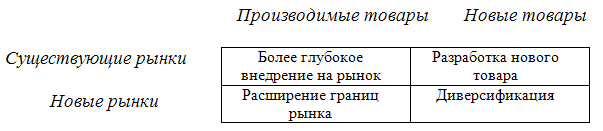 Производимые товары Новые товары
Существующие рынки
Более глубокое Разработка нового
внедрение на рынок товара
Новые рынки
Расширение границ Диверсификация
рынка